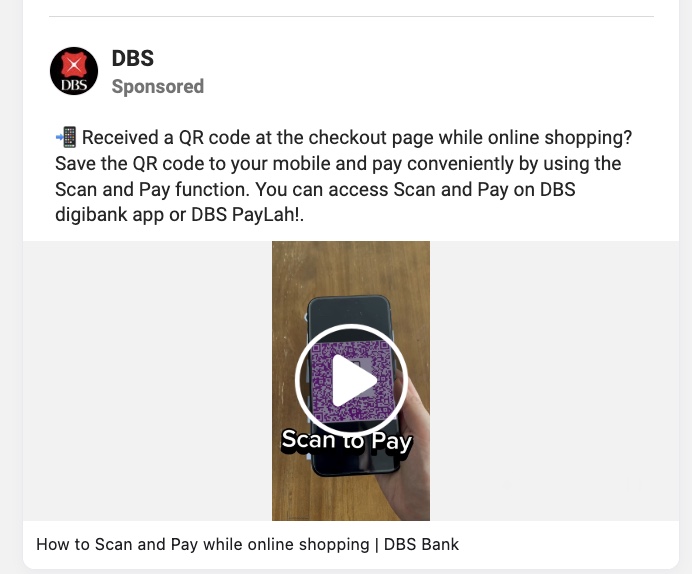 DBS
DBS
Sponsored
📲 Received a QR code at the checkout page while online shopping?
Save the QR code to your mobile and pay conveniently by using the
Scan and Pay function. You can access Scan and Pay on DBS
digibank app or DBS PayLah!.
Scan to Pay
How to Scan and Pay while online shopping | DBS Bank